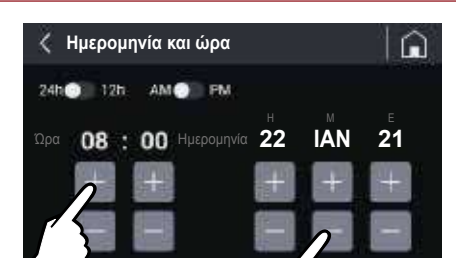 Ημερομηνία και ώρα
24h 12h AM PM
Η Μ Ε
Ώρα 08 : 00 Ημερομηνία 22 ΙΑΝ 21
+ + + + +
- - - - -